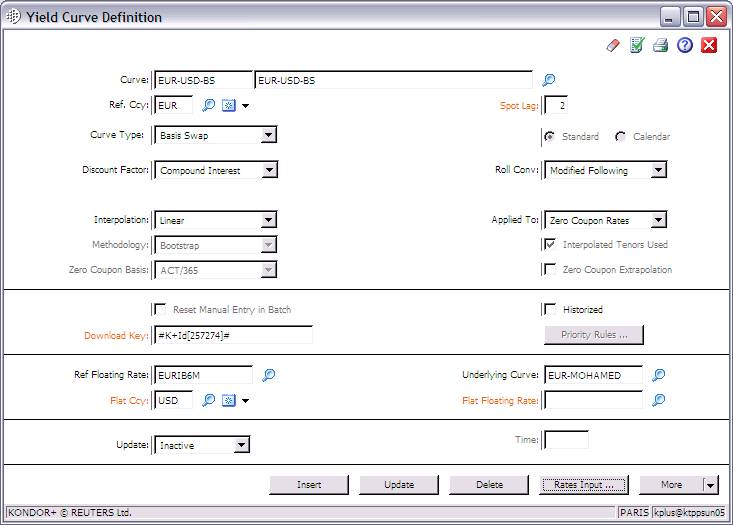 Yield Curve Definition
Curve: EUR-USD-BS EUR-USD-BS
Ref. Ccy: EUR Spot Lag: 2
Curve Type: Basis Swap Standard Calendar
Discount Factor: Compound Interest Roll Conv: Modified Following
Interpolation: Linear Applied To: Zero Coupon Rates
Methodology: Bootstrap Interpolated Tenors Used
Zero Coupon Basis: ACT/365 Zero Coupon Extrapolation
Reset Manual Entry in Batch Historized
Download Key: #K+Id[257274]# Priority Rules ...
Ref Floating Rate: EURIB6M Underlying Curve: EUR-MOHAMED
Flat Ccy: USD Flat Floating Rate:
Update: Inactive Time:
Insert Update Delete Rates Input ... More
KONDOR+ © REUTERS Ltd. PARIS kplus@ktppsun05